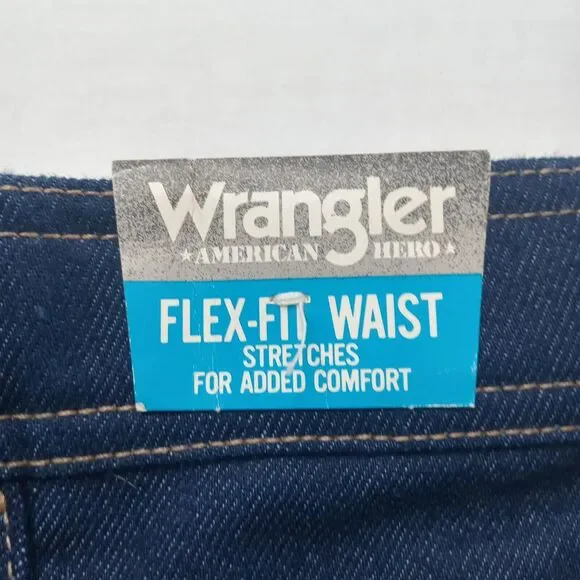 Wrangler
★AMERICAN HERO★
FLEX-FIT WAIST
STRETCHES
FOR ADDED COMFORT